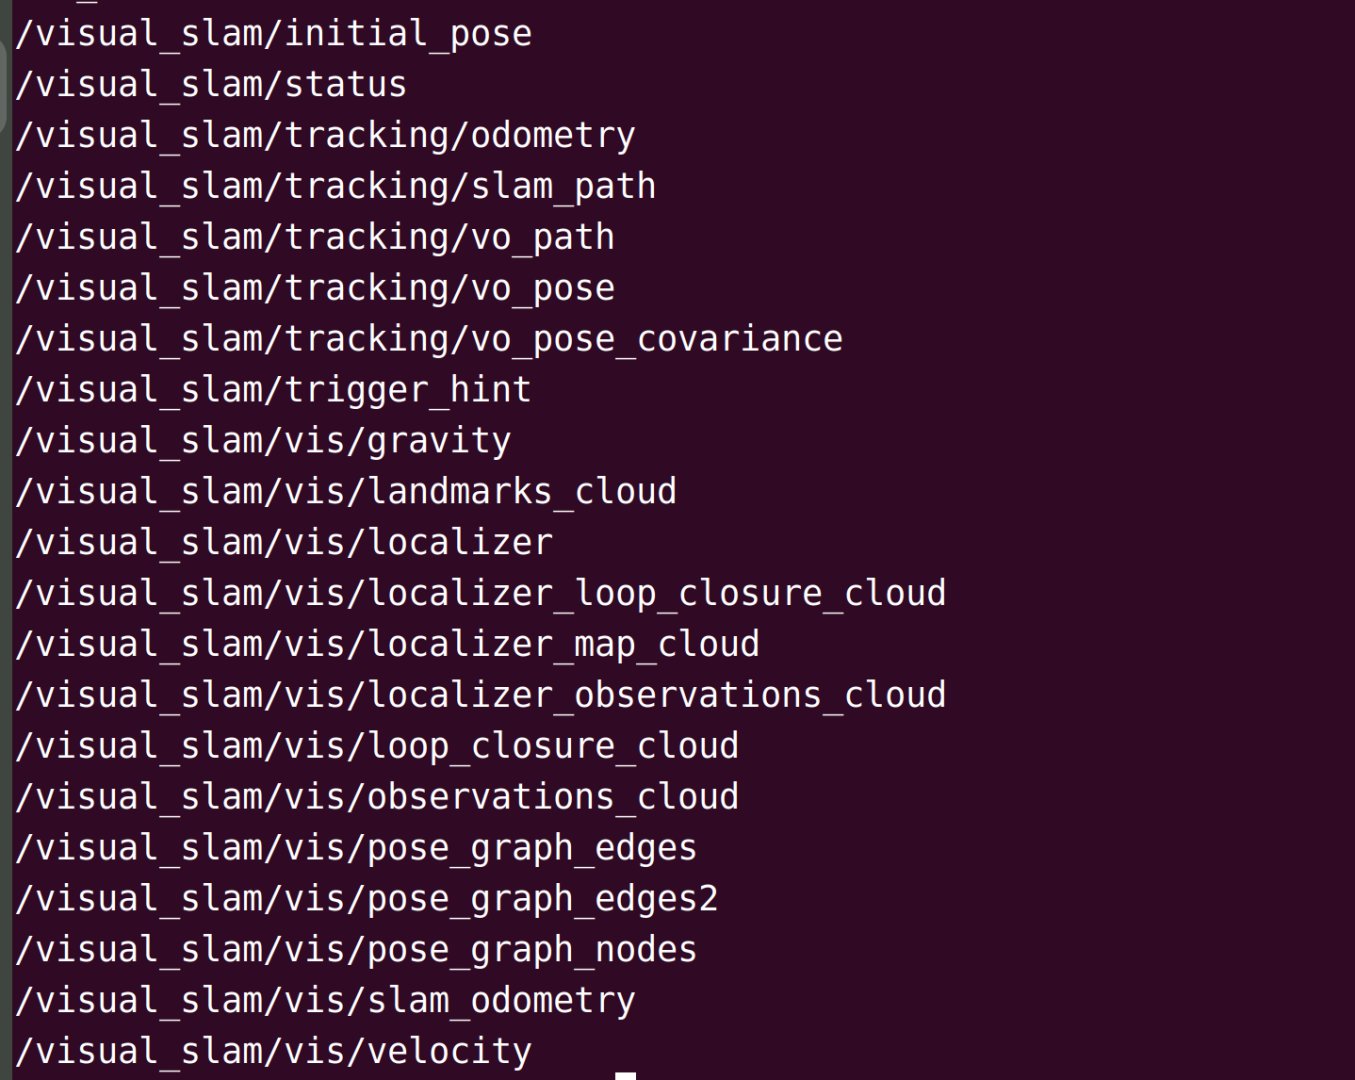 /visual_slam/initial_pose
/visual_slam/status
/visual_slam/tracking/odometry
/visual_slam/tracking/slam_path
/visual_slam/tracking/vo_path
/visual_slam/tracking/vo_pose
/visual_slam/tracking/vo_pose_covariance
/visual_slam/trigger_hint
/visual_slam/vis/gravity
/visual_slam/vis/landmarks_cloud
/visual_slam/vis/localizer
/visual_slam/vis/localizer_loop_closure_cloud
/visual_slam/vis/localizer_map_cloud
/visual_slam/vis/localizer_observations_cloud
/visual_slam/vis/loop_closure_cloud
/visual_slam/vis/observations_cloud
/visual_slam/vis/pose_graph_edges
/visual_slam/vis/pose_graph_edges2
/visual_slam/vis/pose_graph_nodes
/visual_slam/vis/slam_odometry
/visual_slam/vis/velocity